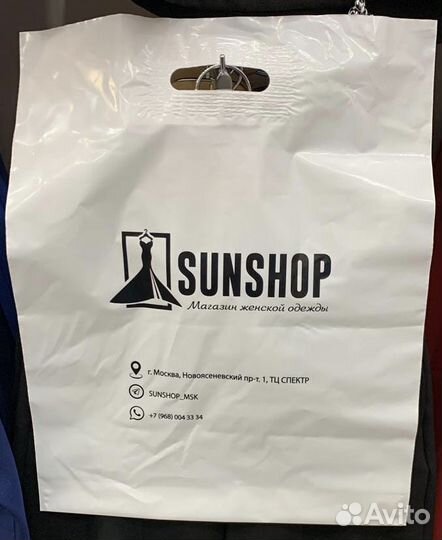 SUNSHOP
Магазин женской одежды
г. Москва, Новоясеневский пр-т. 1, ТЦ СПЕКТР
SUNSHOP_MSK
+7 (968) 004 33 34
Avito